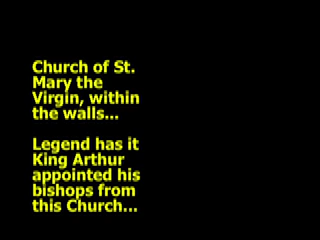 Church of St.
Mary the
Virgin, within
the walls...
Legend has it
King Arthur
appointed his
bishops from
this Church...